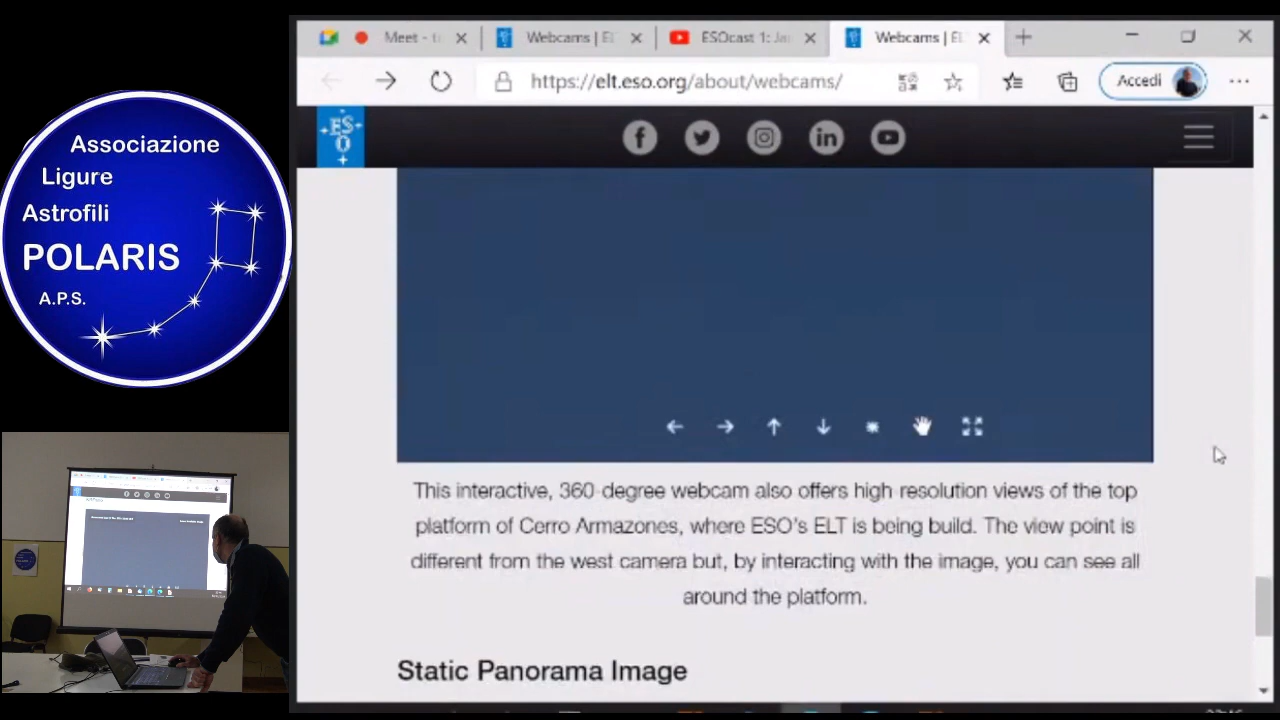 Associazione
Ligure
Astrofili
POLARIS
A.P.S.
Meet - t
Webcams | EL
ESOcast 1: Ja
Webcams | EL
https://elt.eso.org/about/webcams/
Accedi
ESO
This interactive, 360-degree webcam also offers high-resolution views of the top
platform of Cerro Armazones, where ESO's ELT is being build. The view point is
different from the west camera but, by interacting with the image, you can see all
around the platform.
Static Panorama Image